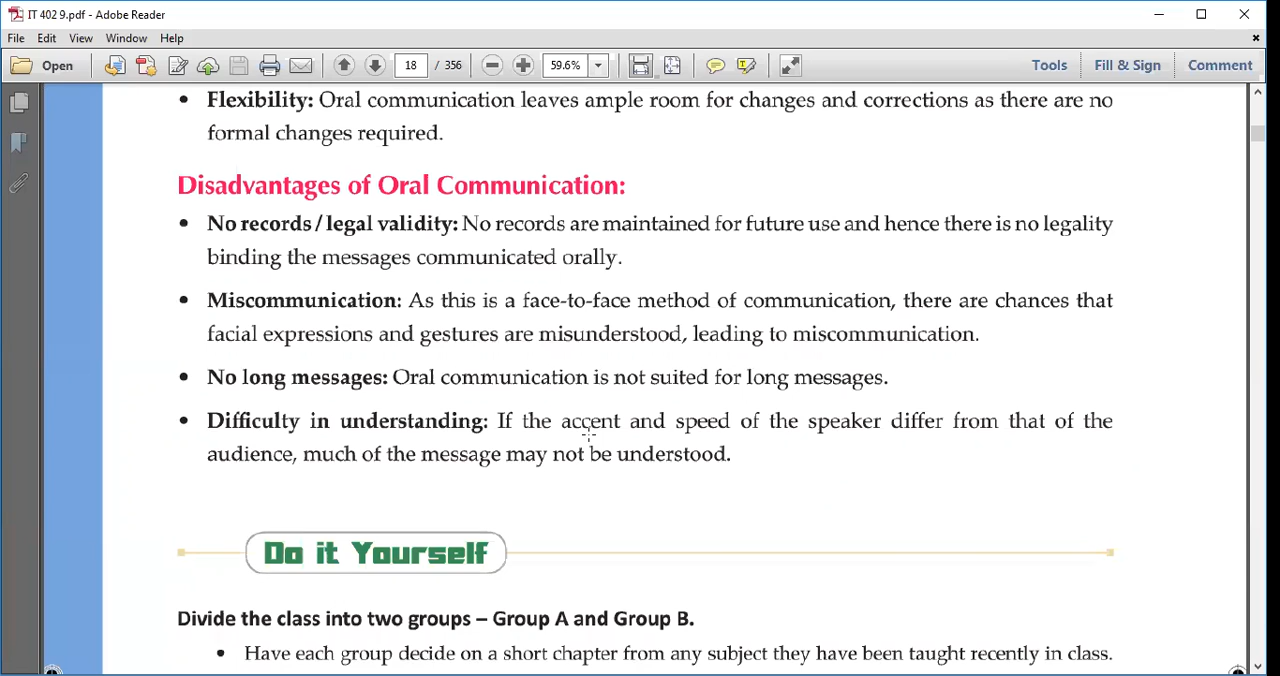 IT 402 9.pdf - Adobe Reader
File Edit View Window Help
Open 18 / 356 59.6% Tools Fill & Sign Comment
• Flexibility: Oral communication leaves ample room for changes and corrections as there are no
formal changes required.
Disadvantages of Oral Communication:
• No records / legal validity: No records are maintained for future use and hence there is no legality
binding the messages communicated orally.
• Miscommunication: As this is a face-to-face method of communication, there are chances that
facial expressions and gestures are misunderstood, leading to miscommunication.
• No long messages: Oral communication is not suited for long messages.
• Difficulty in understanding: If the accent and speed of the speaker differ from that of the
audience, much of the message may not be understood.
Do it Yourself
Divide the class into two groups – Group A and Group B.
• Have each group decide on a short chapter from any subject they have been taught recently in class.